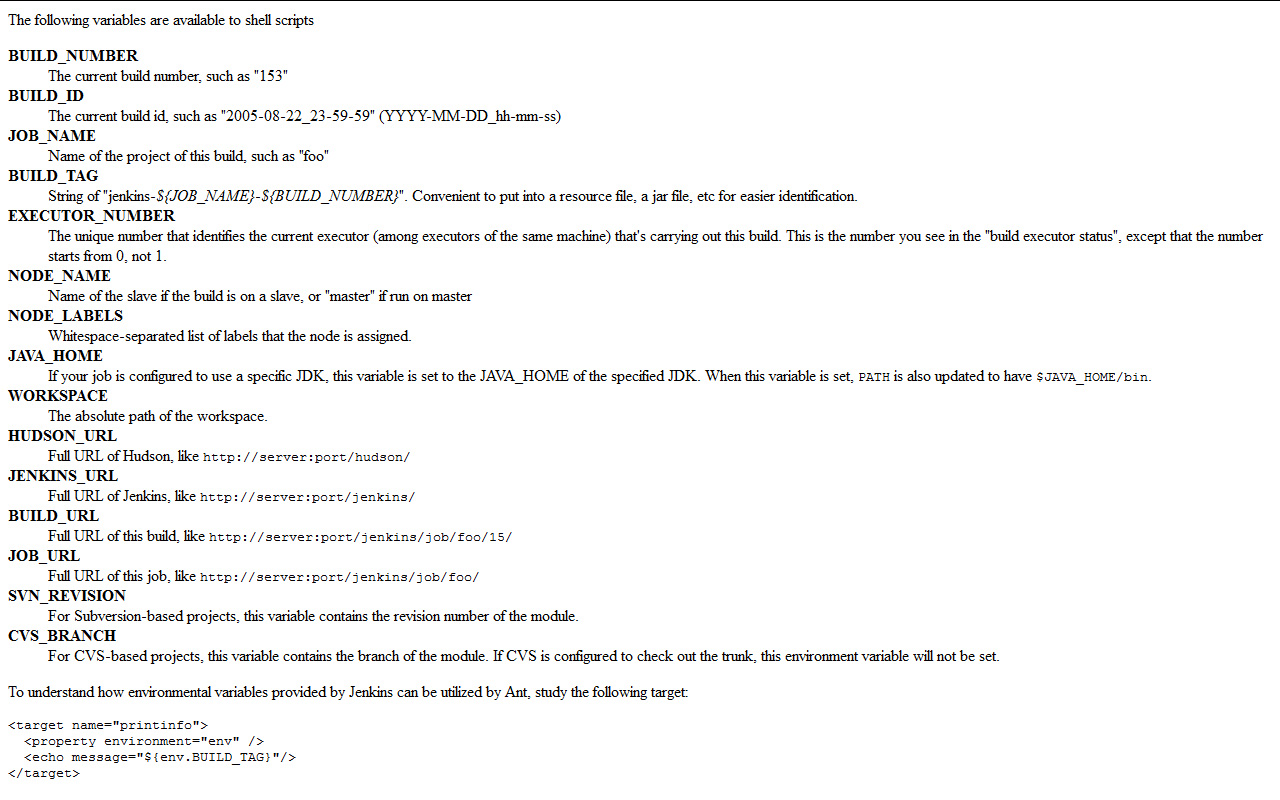 The following variables are available to shell scripts
BUILD_NUMBER
The current build number, such as "153"
BUILD_ID
The current build id, such as "2005-08-22_23-59-59" (YYYY-MM-DD_hh-mm-ss)
JOB_NAME
Name of the project of this build, such as "foo"
BUILD_TAG
String of "jenkins-${JOB_NAME}-${BUILD_NUMBER}". Convenient to put into a resource file, a jar file, etc for easier identification.
EXECUTOR_NUMBER
The unique number that identifies the current executor (among executors of the same machine) that's carrying out this build. This is the number you see in the "build executor status", except that the number
starts from 0, not 1.
NODE_NAME
Name of the slave if the build is on a slave, or "master" if run on master
NODE_LABELS
Whitespace-separated list of labels that the node is assigned.
JAVA_HOME
If your job is configured to use a specific JDK, this variable is set to the JAVA_HOME of the specified JDK. When this variable is set, PATH is also updated to have $JAVA_HOME/bin.
WORKSPACE
The absolute path of the workspace.
HUDSON_URL
Full URL of Hudson, like http://server:port/hudson/
JENKINS_URL
Full URL of Jenkins, like http://server:port/jenkins/
BUILD_URL
Full URL of this build, like http://server:port/jenkins/job/foo/15/
JOB_URL
Full URL of this job, like http://server:port/jenkins/job/foo/
SVN_REVISION
For Subversion-based projects, this variable contains the revision number of the module.
CVS_BRANCH
For CVS-based projects, this variable contains the branch of the module. If CVS is configured to check out the trunk, this environment variable will not be set.
To understand how environmental variables provided by Jenkins can be utilized by Ant, study the following target:
<target name="printinfo">
  <property environment="env" />
  <echo message="${env.BUILD_TAG}"/>
</target>